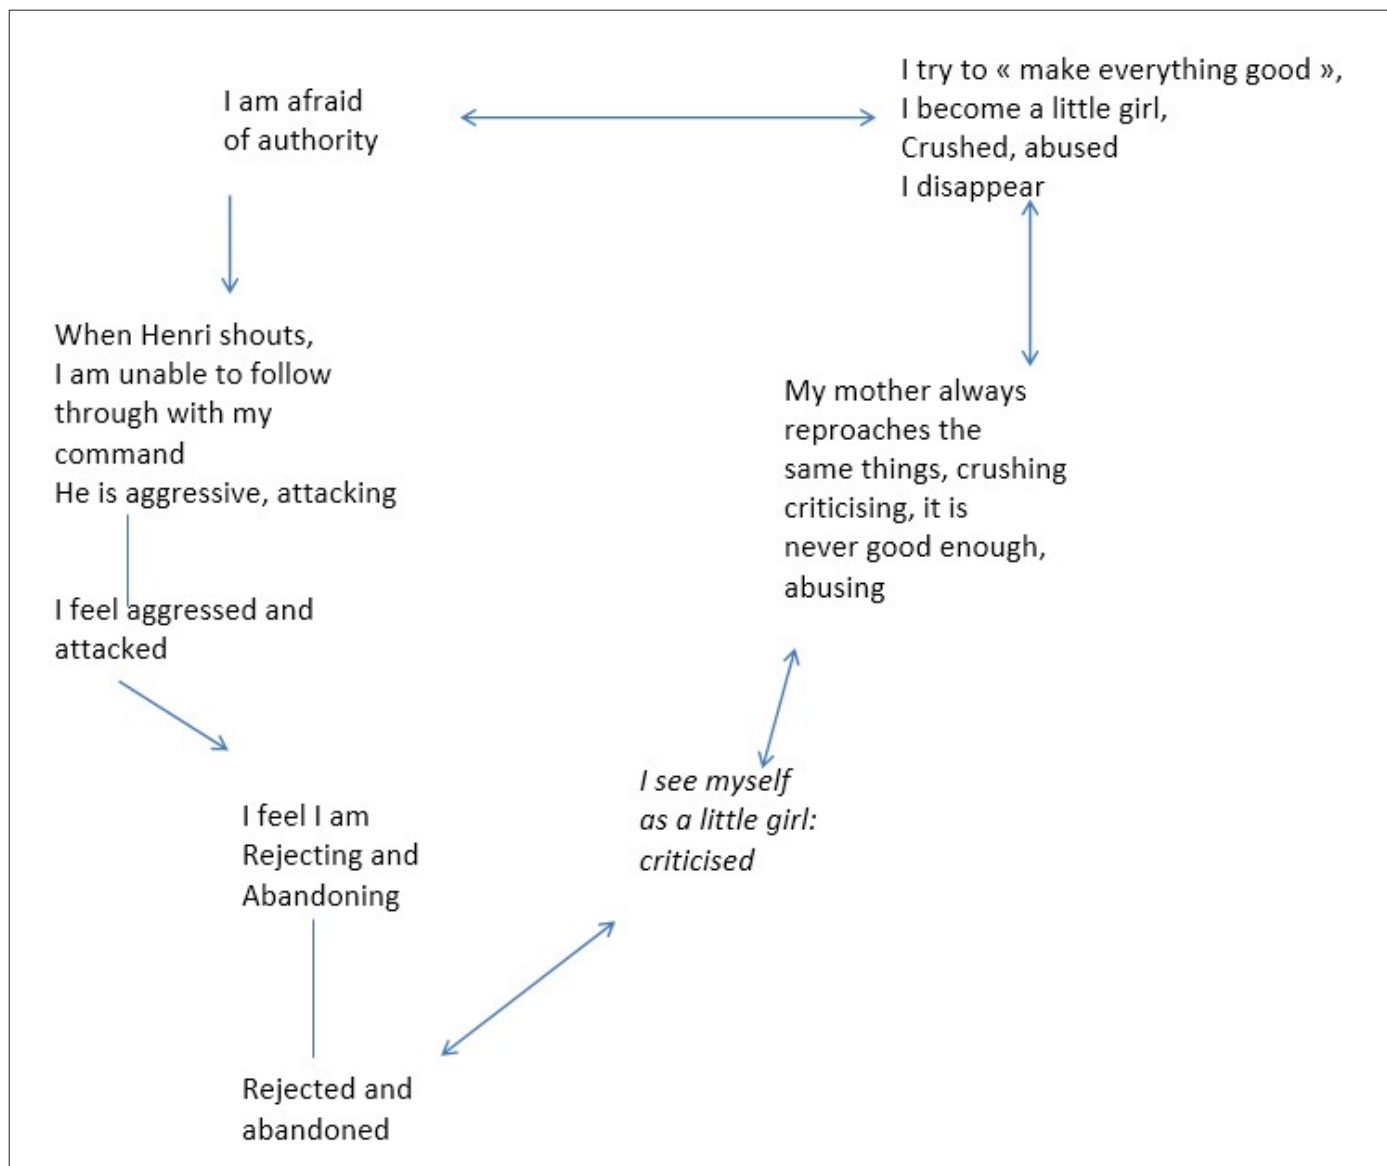 I am afraid
of authority
I try to « make everything good »,
I become a little girl,
Crushed, abused
I disappear
When Henri shouts,
I am unable to follow
through with my
command
He is aggressive, attacking
My mother always
reproaches the
same things, crushing
criticising, it is
never good enough,
abusing
I feel aggressed and
attacked
I see myself
as a little girl:
criticised
I feel I am
Rejecting and
Abandoning
Rejected and
abandoned